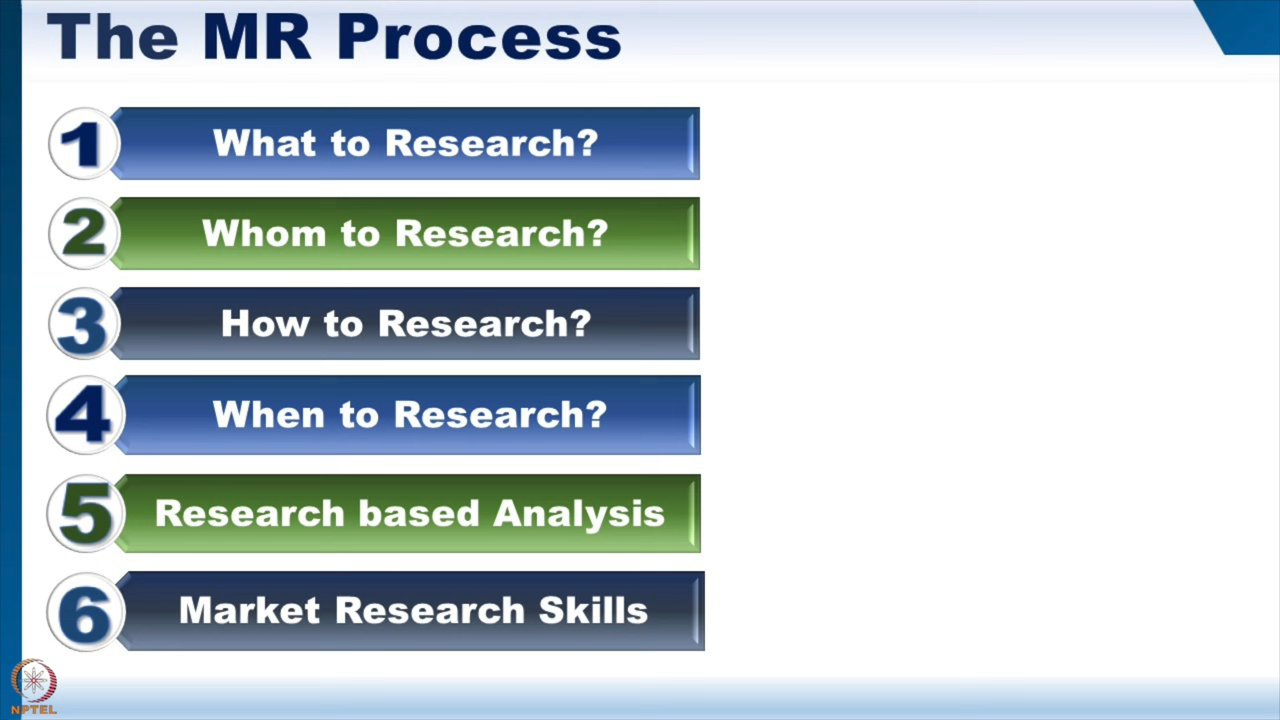 The MR Process
1 What to Research?
2 Whom to Research?
3 How to Research?
4 When to Research?
5 Research based Analysis
6 Market Research Skills
NPTEL